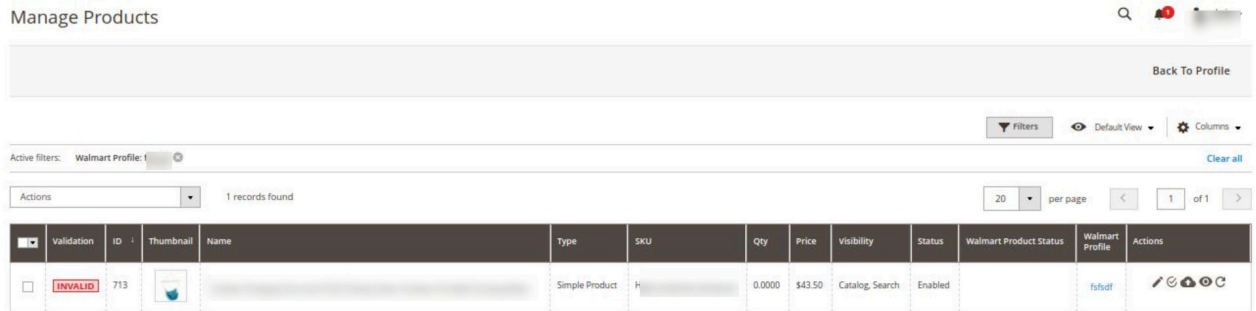 Manage Products
1
Back To Profile
Filters
Default View
Columns
Active filters: Walmart Profile:
Clear all
Actions
1 records found
20
per page
1
of 1
Validation ID ↓ Thumbnail Name Type SKU Qty Price Visibility Status Walmart Product Status Walmart Profile Actions
INVALID 713 Simple Product H 0.0000 $43.50 Catalog, Search Enabled fsfsdf